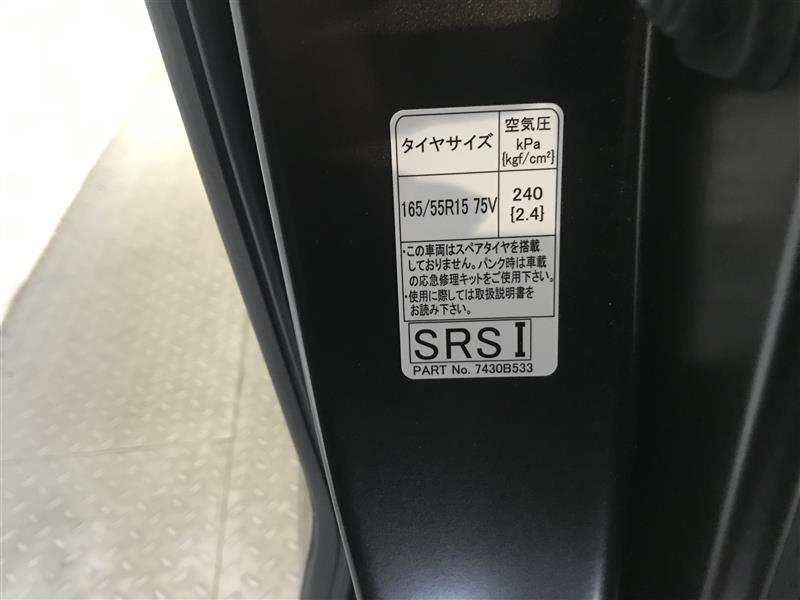 タイヤサイズ
空気圧
kPa
{kgf/cm²}
165/55R15 75V
240
{2.4}
・この車両はスペアタイヤを搭載
しておりません。パンク時は車載
の応急修理キットをご使用下さい。
・使用に際しては取扱説明書を
お読み下さい。
SRS I
PART No. 7430B533